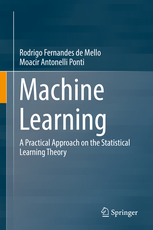 Rodrigo Fernandes de Mello
Moacir Antonelli Ponti
Machine
Learning
A Practical Approach on the Statistical
Learning Theory
Springer